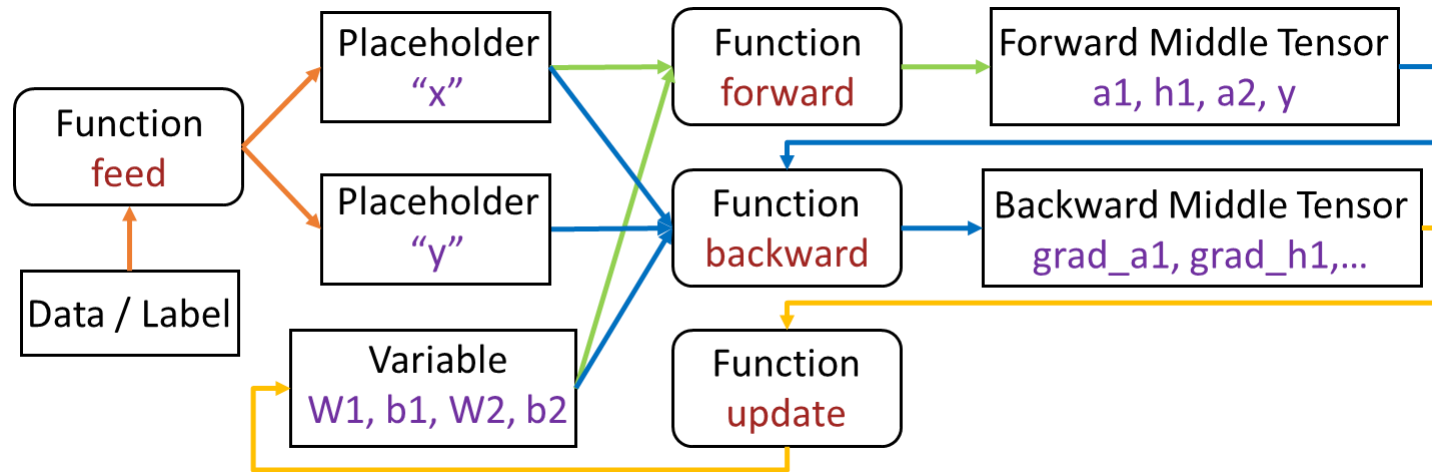 Placeholder
“x”
Function
forward
Forward Middle Tensor
a1, h1, a2, y
Function
feed
Placeholder
“y”
Function
backward
Backward Middle Tensor
grad_a1, grad_h1,...
Data / Label
Variable
W1, b1, W2, b2
Function
update